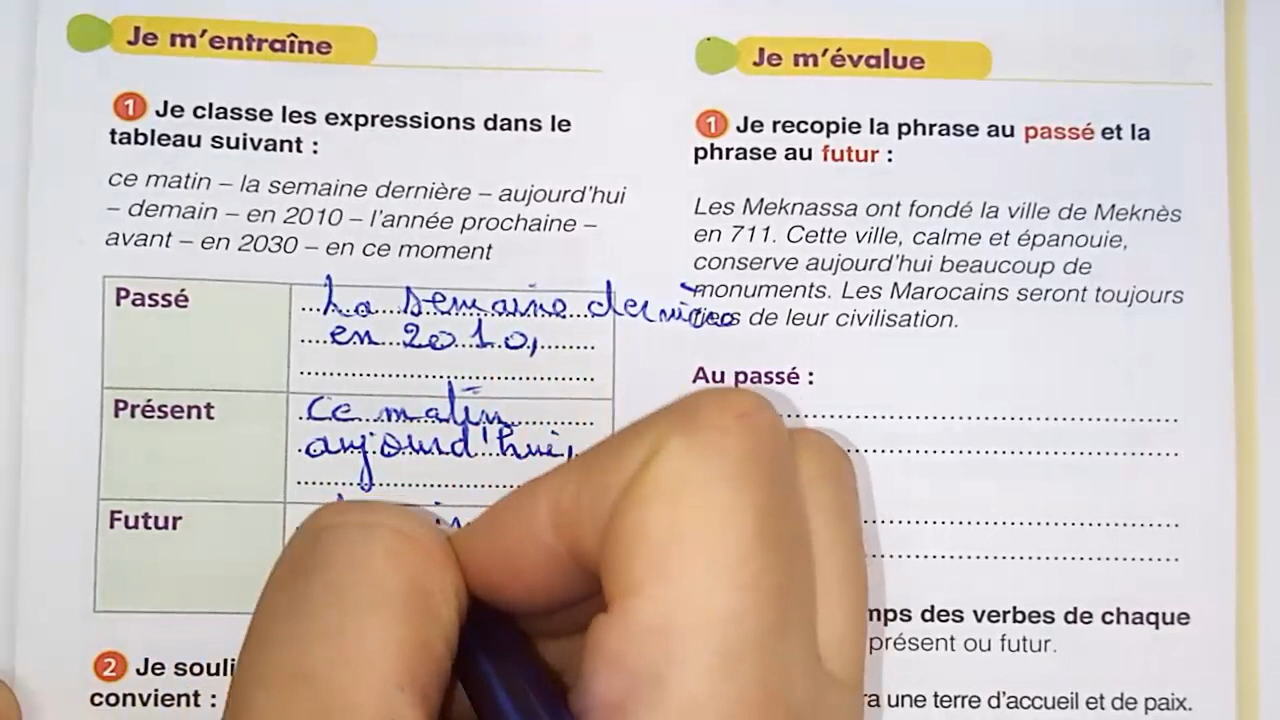 Je m'entraîne
1 Je classe les expressions dans le
tableau suivant :
ce matin – la semaine dernière – aujourd'hui
– demain – en 2010 – l'année prochaine –
avant – en 2030 – en ce moment
Passé
La semaine dernière
en 2010,
Présent
Ce matin
aujourd'hui,
Futur
2 Je souli
convient :
Je m'évalue
1 Je recopie la phrase au passé et la
phrase au futur :
Les Meknassa ont fondé la ville de Meknès
en 711. Cette ville, calme et épanouie,
conserve aujourd'hui beaucoup de
monuments. Les Marocains seront toujours
de leur civilisation.
Au passé :
mps des verbes de chaque
présent ou futur.
ra une terre d'accueil et de paix.